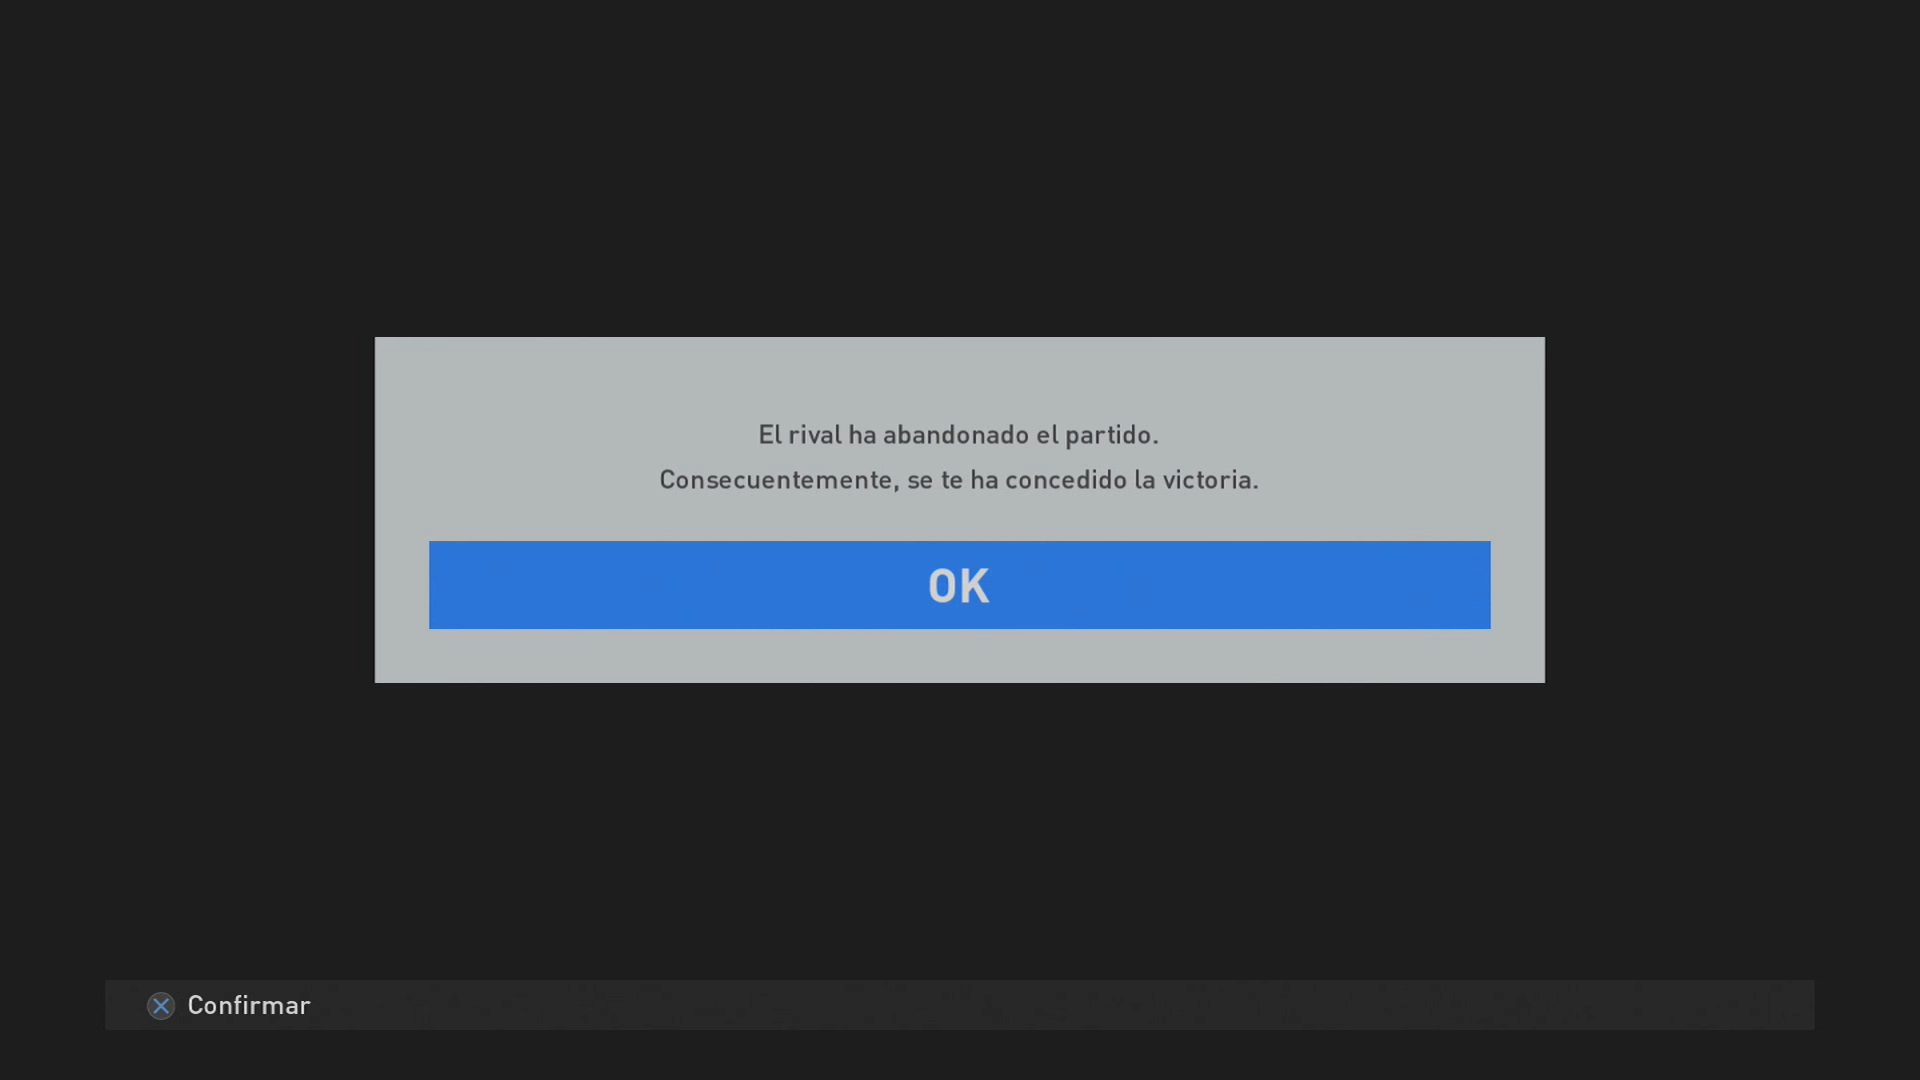 El rival ha abandonado el partido.
Consecuentemente, se te ha concedido la victoria.
OK
Confirmar